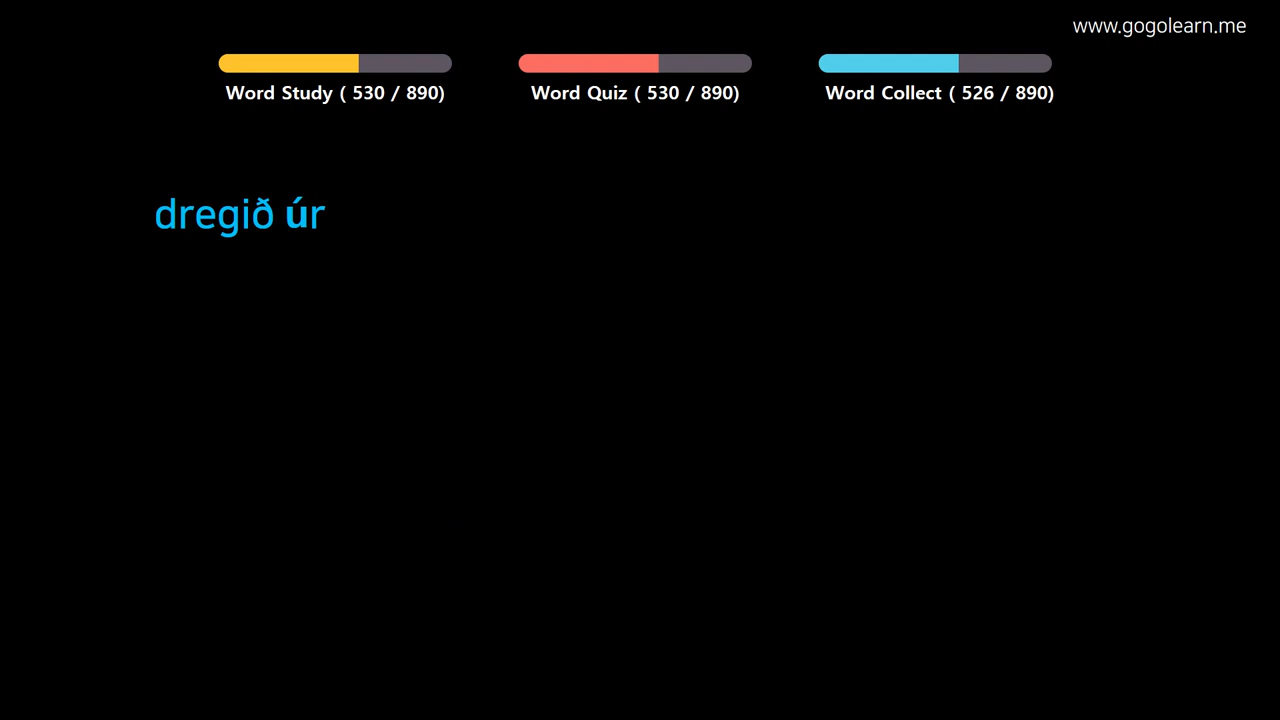 www.gogolearn.me
Word Study ( 530 / 890)
Word Quiz ( 530 / 890)
Word Collect ( 526 / 890)
dregið úr